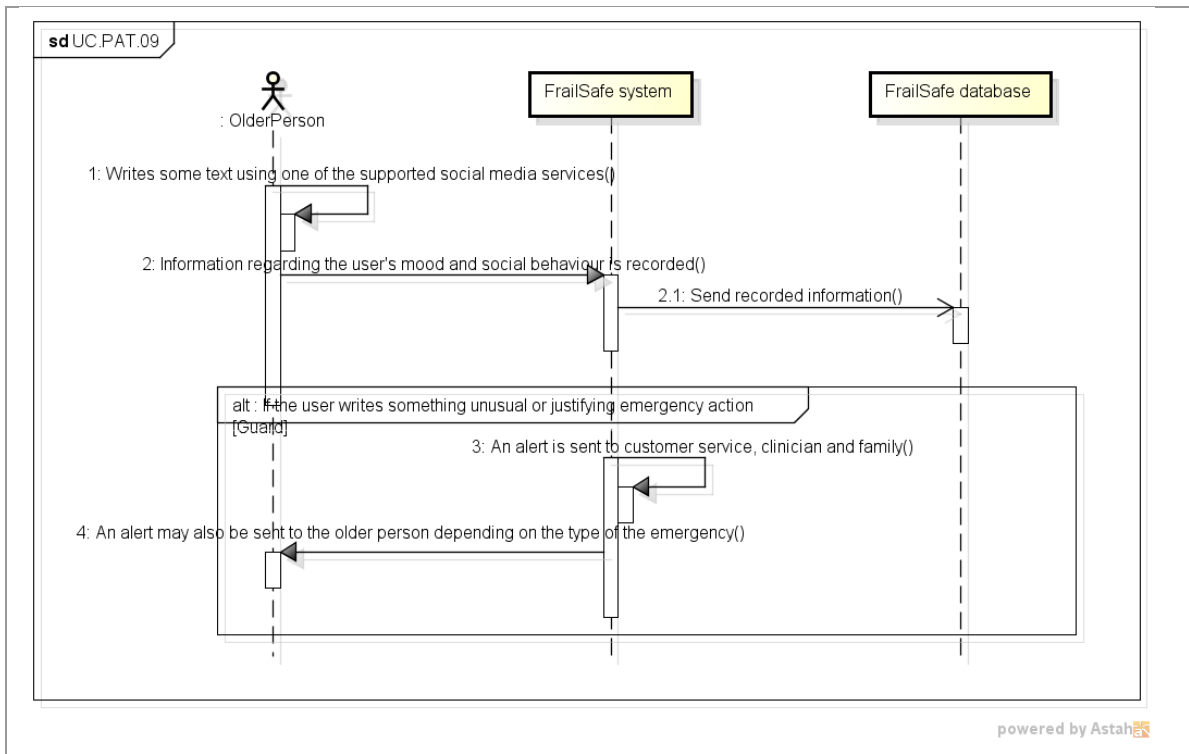 sd UC.PAT.09
: OlderPerson
FrailSafe system
FrailSafe database
1: Writes some text using one of the supported social media services()
2: Information regarding the user's mood and social behaviour is recorded()
2.1: Send recorded information()
alt : If the user writes something unusual or justifying emergency action
[Guard]
3: An alert is sent to customer service, clinician and family()
4: An alert may also be sent to the older person depending on the type of the emergency()
powered by Astah